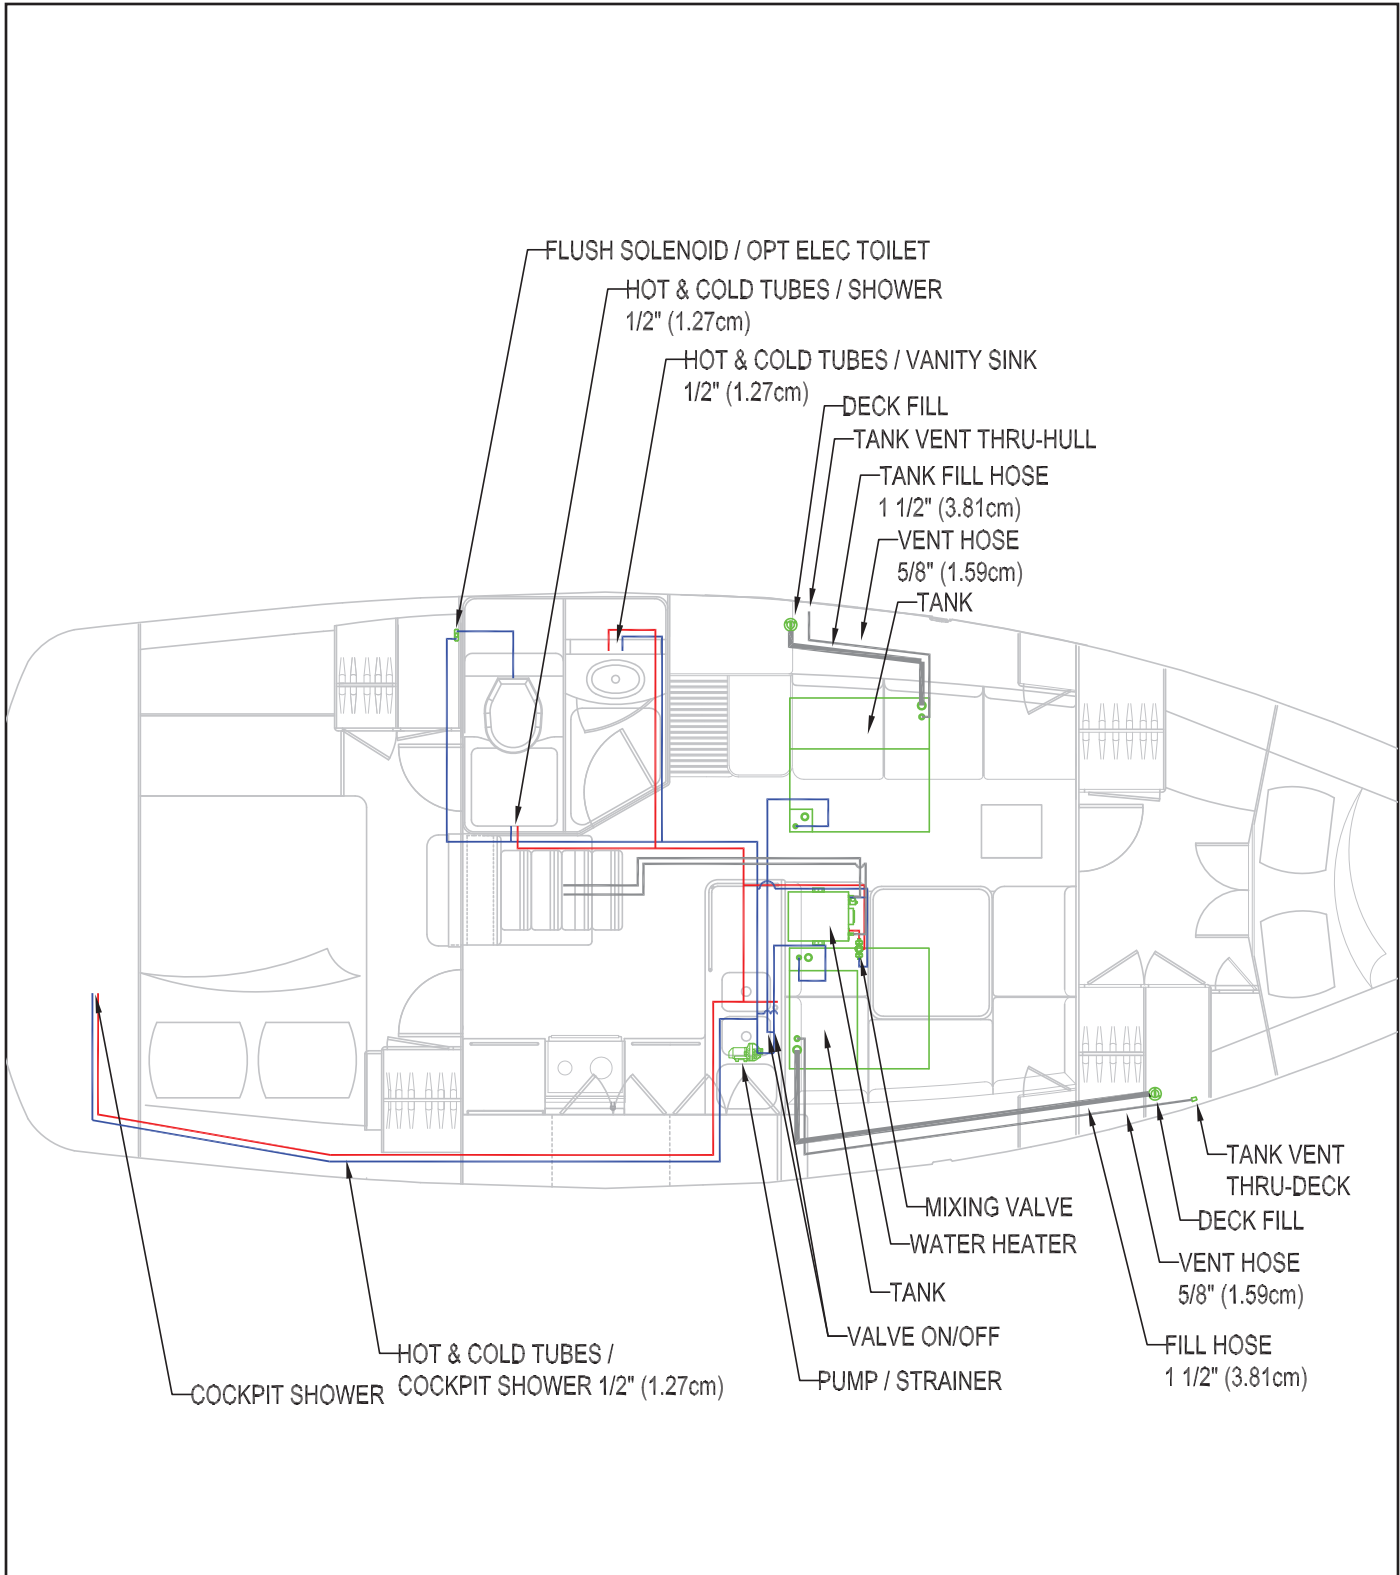 FLUSH SOLENOID / OPT ELEC TOILET
HOT & COLD TUBES / SHOWER
1/2" (1.27cm)
HOT & COLD TUBES / VANITY SINK
1/2" (1.27cm)
DECK FILL
TANK VENT THRU-HULL
TANK FILL HOSE
1 1/2" (3.81cm)
VENT HOSE
5/8" (1.59cm)
TANK
TANK VENT
THRU-DECK
MIXING VALVE
DECK FILL
WATER HEATER
VENT HOSE
5/8" (1.59cm)
TANK
VALVE ON/OFF
FILL HOSE
1 1/2" (3.81cm)
HOT & COLD TUBES /
COCKPIT SHOWER 1/2" (1.27cm)
PUMP / STRAINER
COCKPIT SHOWER